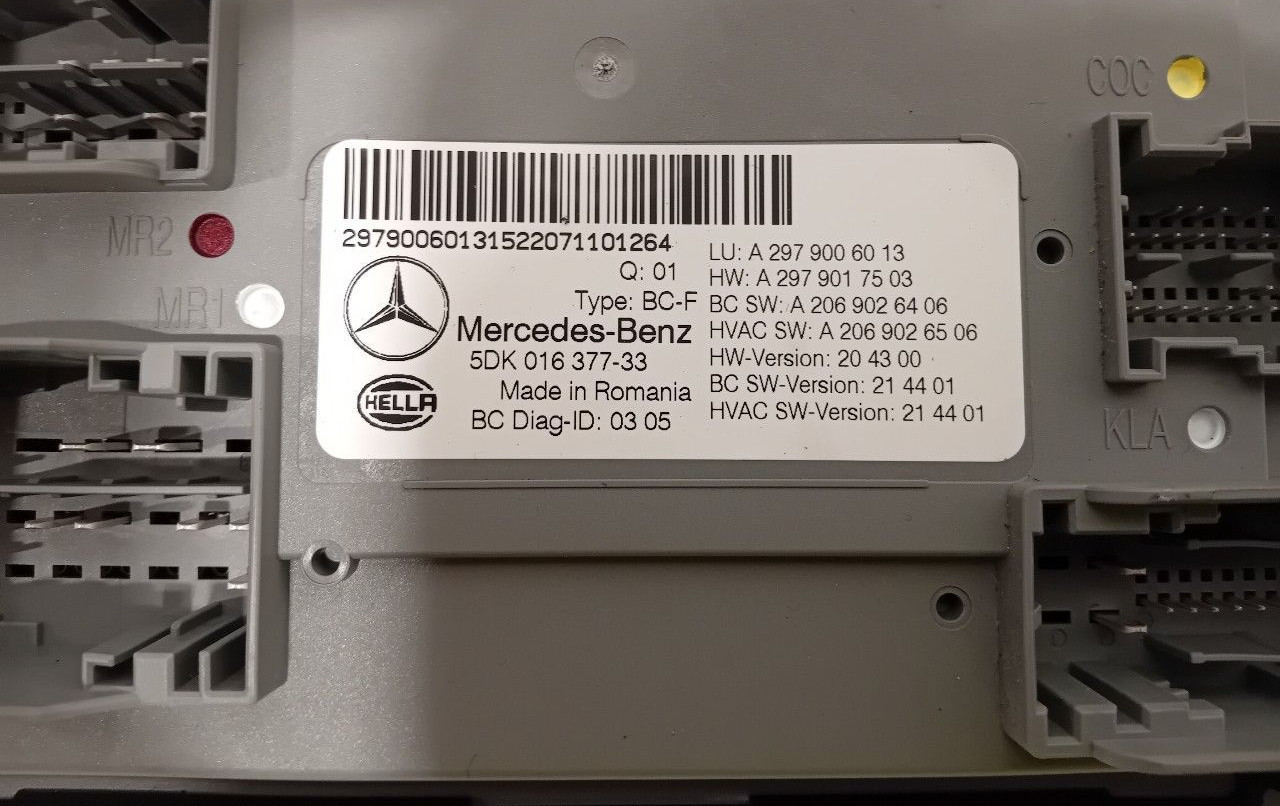 COC
29790060131522071101264
Q: 01
Type: BC-F
Mercedes-Benz
5DK 016 377-33
Made in Romania
HELLA
BC Diag-ID: 03 05
LU: A 297 900 60 13
HW: A 297 901 75 03
BC SW: A 206 902 64 06
HVAC SW: A 206 902 65 06
HW-Version: 20 43 00
BC SW-Version: 21 44 01
HVAC SW-Version: 21 44 01
MR2
MR1
KLA